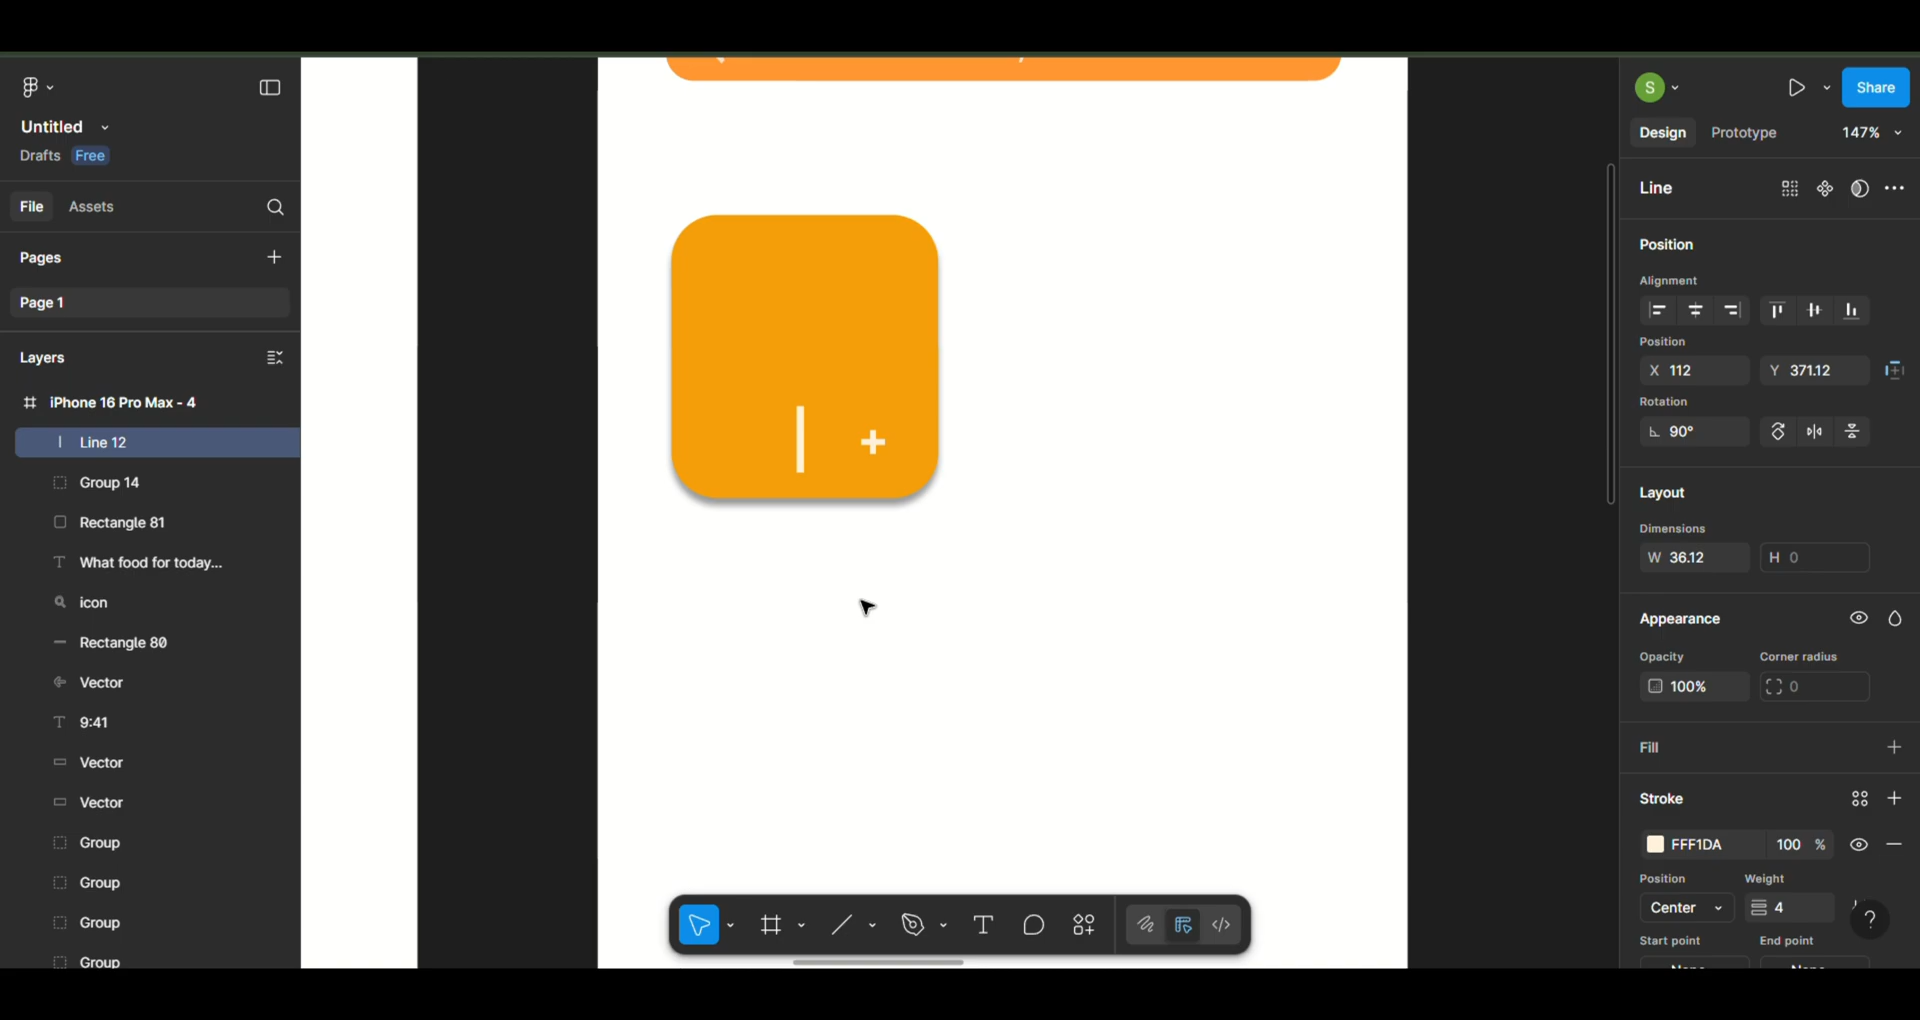 Untitled
Drafts Free
File Assets
Pages
Page 1
Layers
iPhone 16 Pro Max - 4
Line 12
Group 14
Rectangle 81
What food for today...
icon
Rectangle 80
Vector
9:41
Vector
Vector
Group
Group
Group
Group
S
Share
Design Prototype 147%
Line
Position
Alignment
Position
X 112 Y 371.12
Rotation
90°
Layout
Dimensions
W 36.12 H 0
Appearance
Opacity Corner radius
100% 0
Fill
Stroke
FFF1DA 100 %
Position Weight
Center 4
?
Start point End point
None None